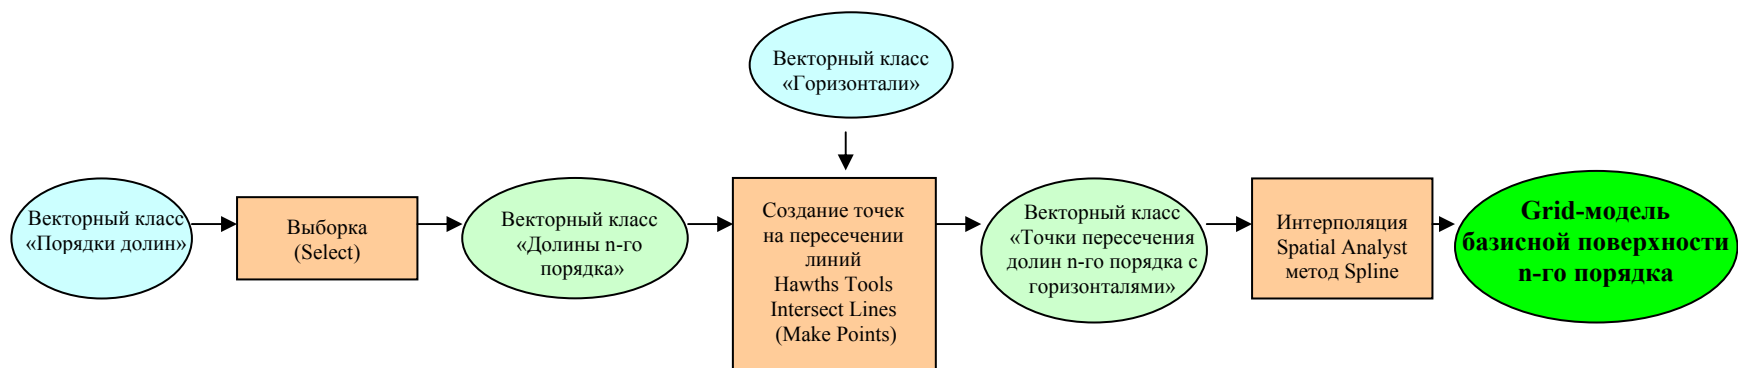 Векторный класс
«Горизонтали»
Векторный класс
«Порядки долин»
Выборка
(Select)
Векторный класс
«Долины n-го
порядка»
Создание точек
на пересечении
линий
Hawths Tools
Intersect Lines
(Make Points)
Векторный класс
«Точки пересечения
долин n-го порядка с
горизонталями»
Интерполяция
Spatial Analyst
метод Spline
Grid-модель
базисной поверхности
n-го порядка